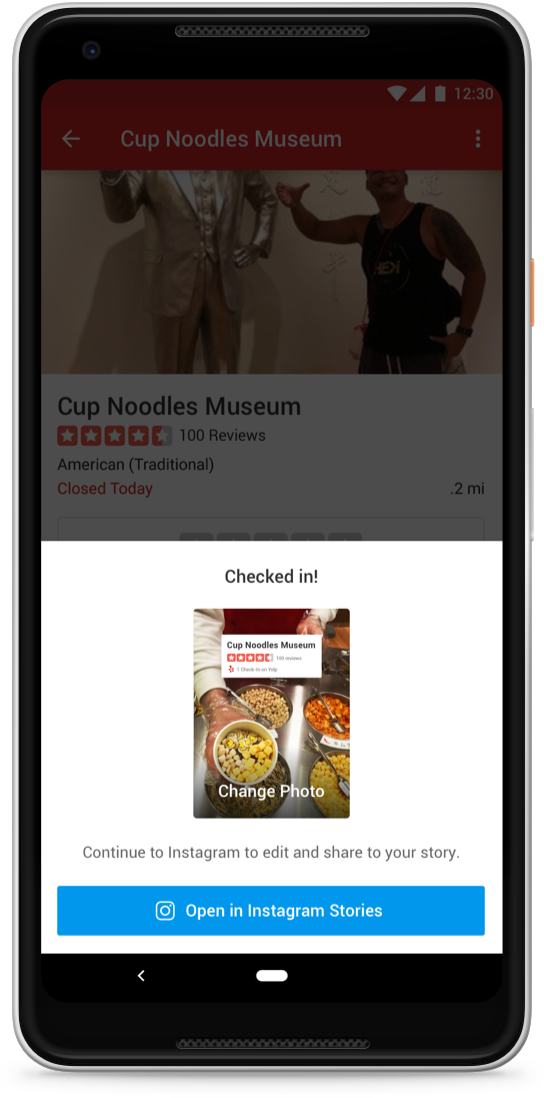 12:30
Cup Noodles Museum
HEKI
Cup Noodles Museum
100 Reviews
American (Traditional)
Closed Today
.2 mi
Checked in!
Cup Noodles Museum
100 reviews
1 Check-In on Yelp
Change Photo
Continue to Instagram to edit and share to your story.
Open in Instagram Stories